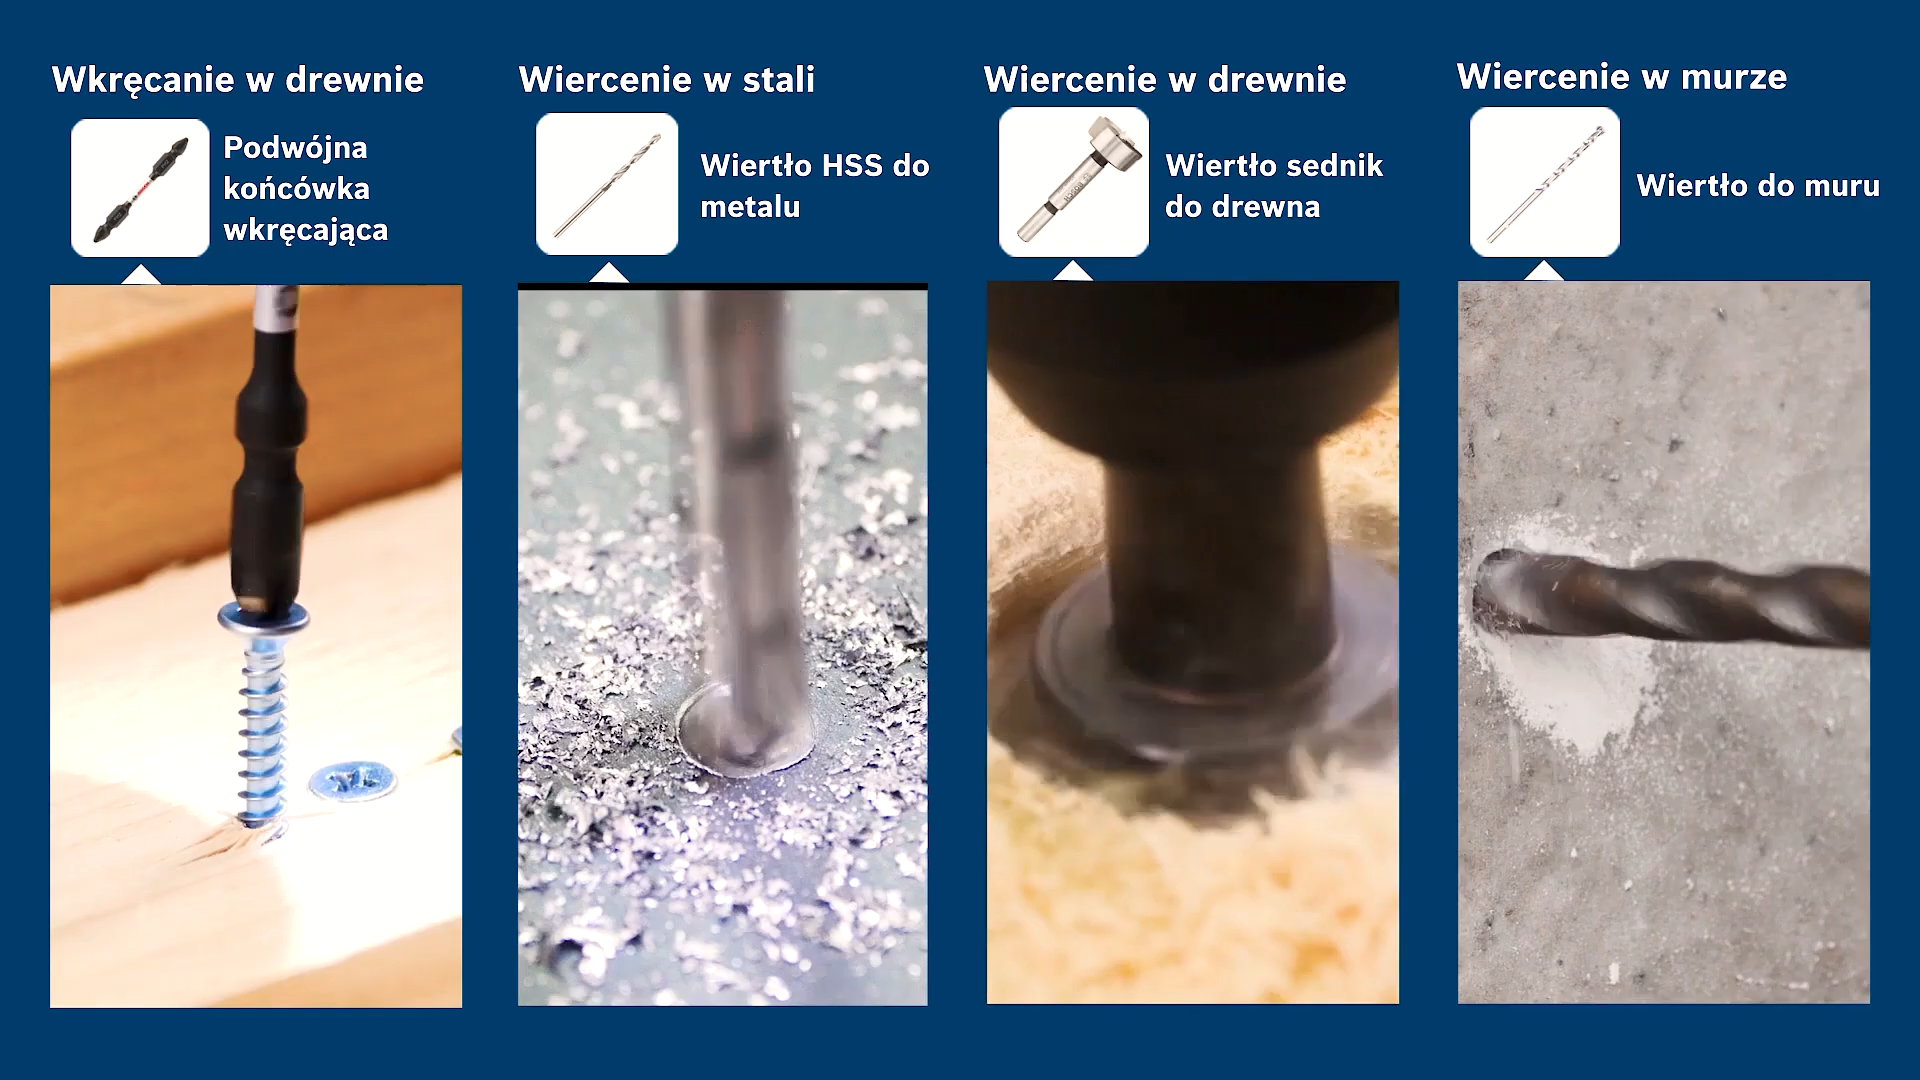 Wkręcanie w drewnie
Podwójna
końcówka
wkręcająca
Wiercenie w stali
Wiertło HSS do
metalu
Wiercenie w drewnie
BOSCH
Wiertło sednik
do drewna
Wiercenie w murze
Wiertło do muru